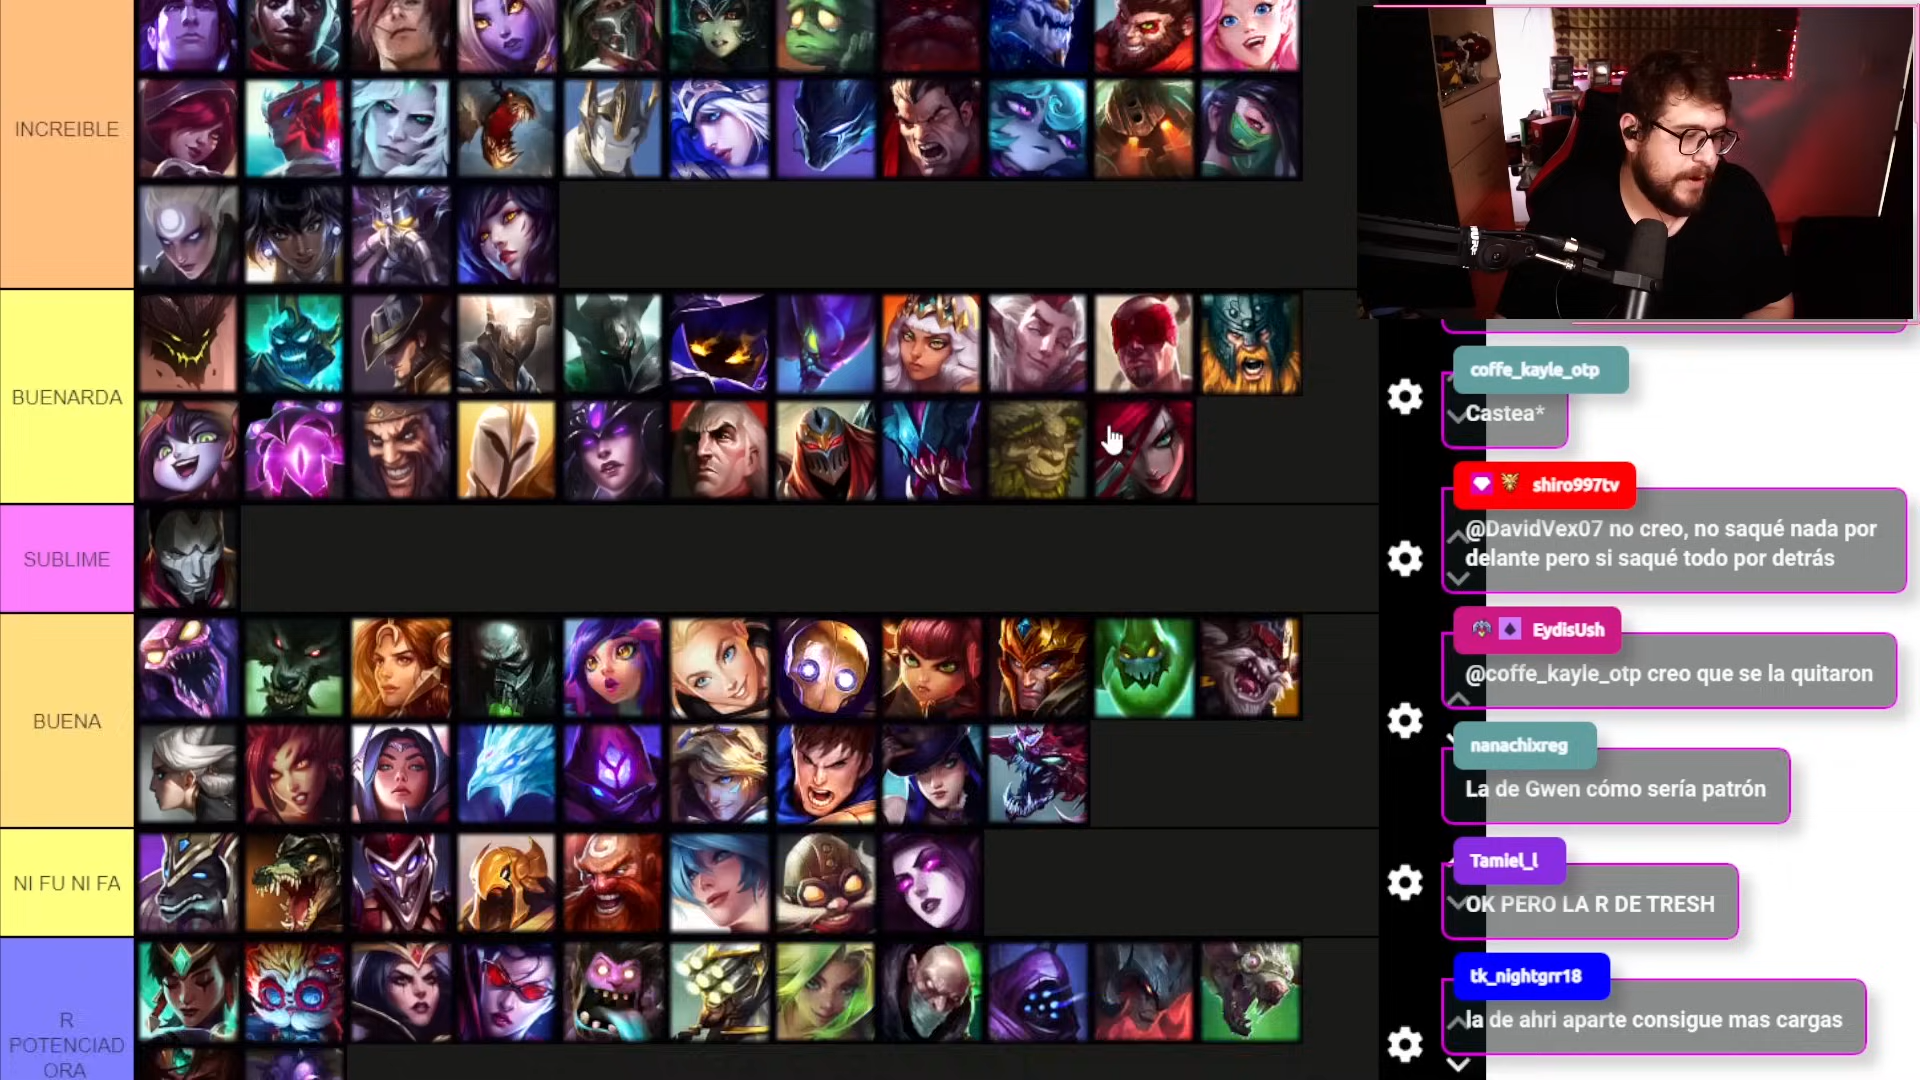 INCREIBLE
BUENARDA
SUBLIME
BUENA
NI FU NI FA
R
POTENCIAD
ORA
coffe_kayle_otp
Castea*
shiro997tv
@DavidVex07 no creo, no saqué nada por
delante pero si saqué todo por detrás
EydisUsh
@coffe_kayle_otp creo que se la quitaron
nanachixreg
La de Gwen cómo sería patrón
Tamiel_l
OK PERO LA R DE TRESH
tk_nightgrr18
la de ahri aparte consigue mas cargas